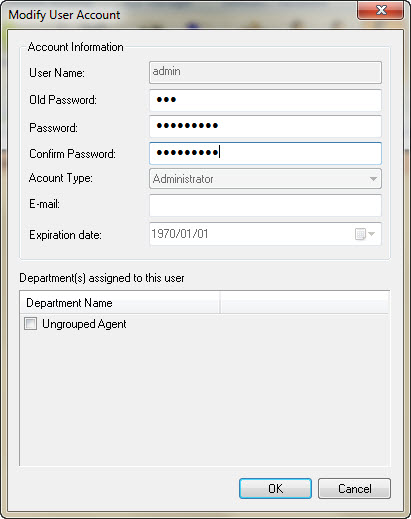 Modify User Account
Account Information
User Name: admin
Old Password: •••
Password: •••••••••
Confirm Password: •••••••••
Acount Type: Administrator
E-mail:
Expiration date: 1970/01/01
Department(s) assigned to this user
Department Name
Ungrouped Agent
OK Cancel